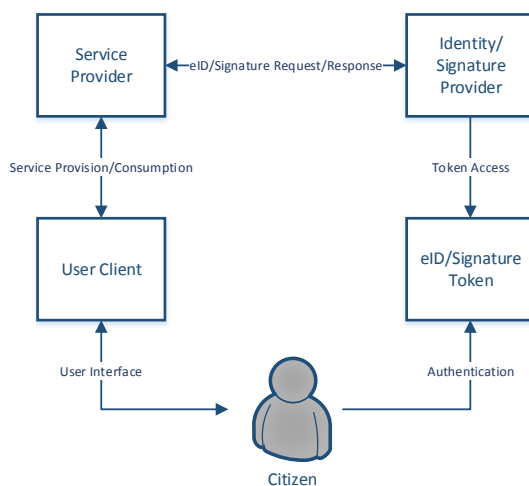 Service
Provider
eID/Signature Request/Response
Identity/
Signature
Provider
Service Provision/Consumption
Token Access
User Client
eID/Signature
Token
User Interface
Authentication
Citizen